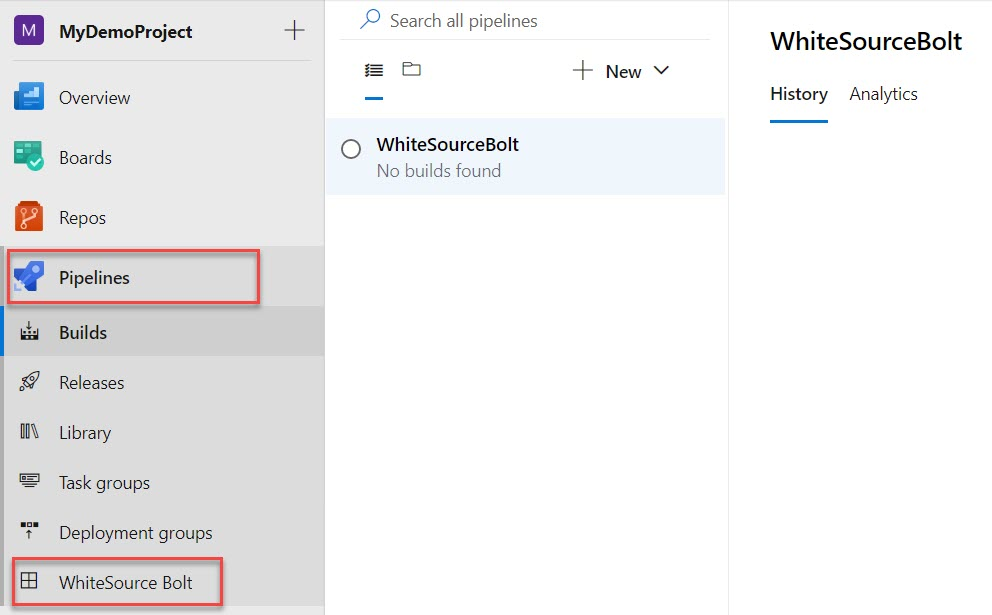 M MyDemoProject
Overview
Boards
Repos
Pipelines
Builds
Releases
Library
Task groups
Deployment groups
WhiteSource Bolt
Search all pipelines
New
WhiteSourceBolt
No builds found
WhiteSourceBolt
History Analytics